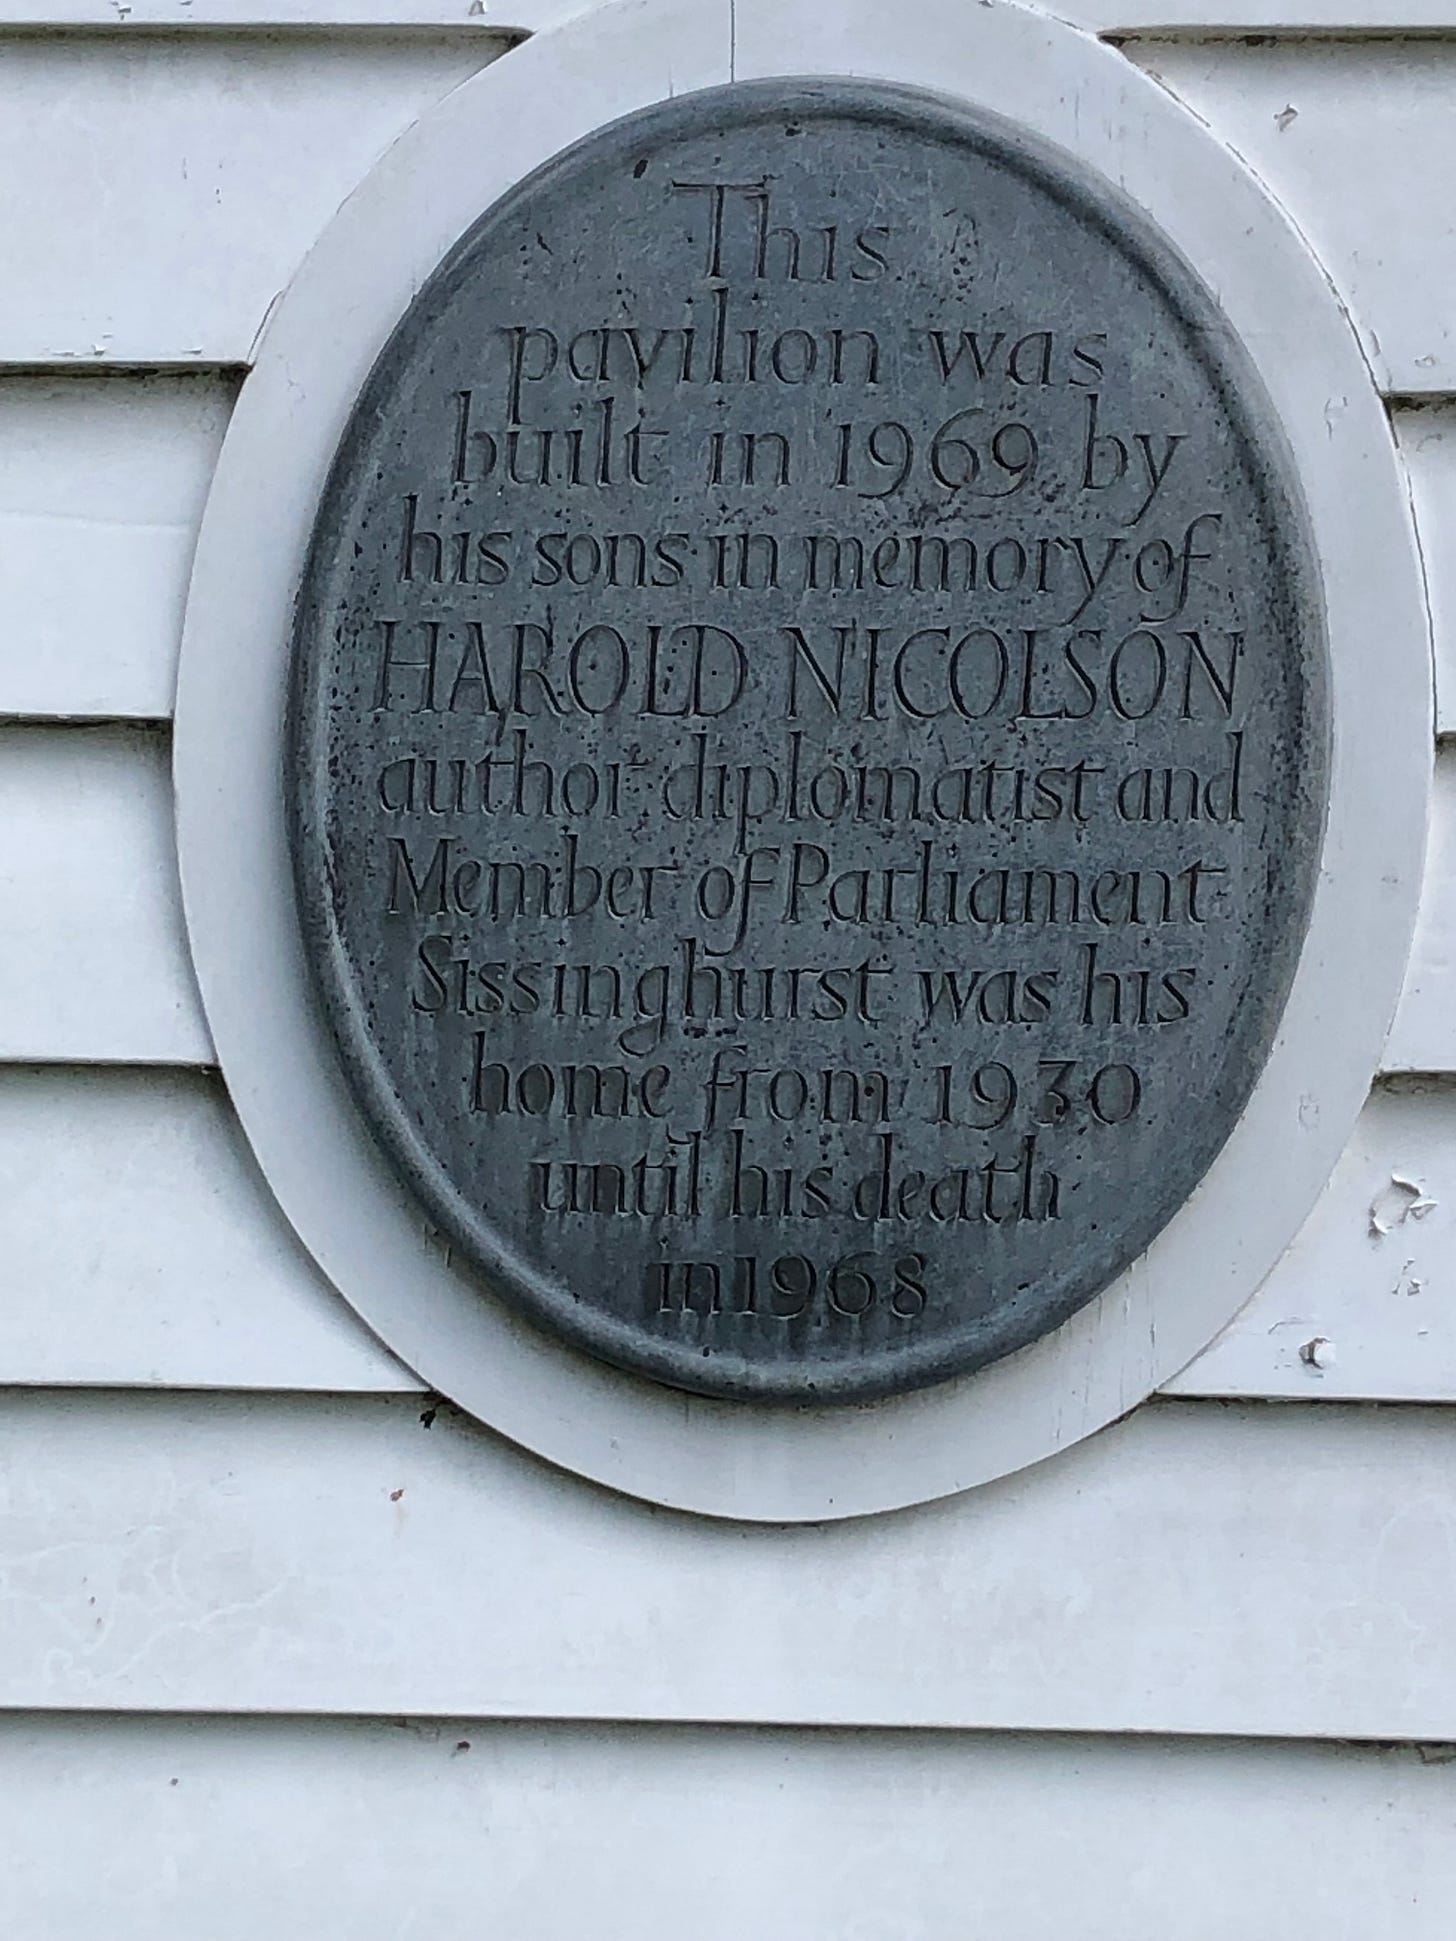 This
pavilion was
built in 1969 by
his sons in memory of
HAROLD NICOLSON
author diplomatist and
Member of Parliament
Sissinghurst was his
home from 1930
until his death
in 1968